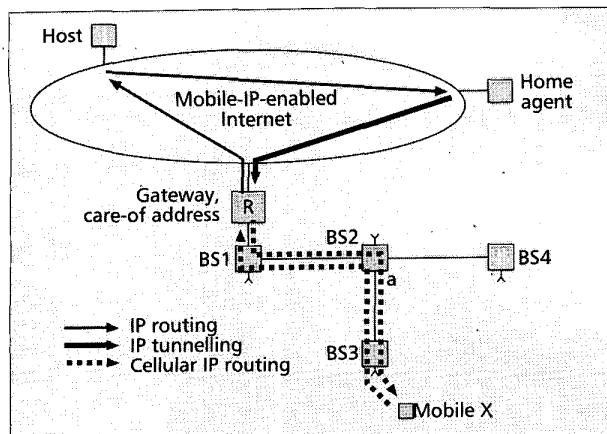 Host
Mobile-IP-enabled
Internet
Home
agent
Gateway,
care-of address
R
BS1
BS2
BS4
a
BS3
Mobile X
IP routing
IP tunnelling
Cellular IP routing